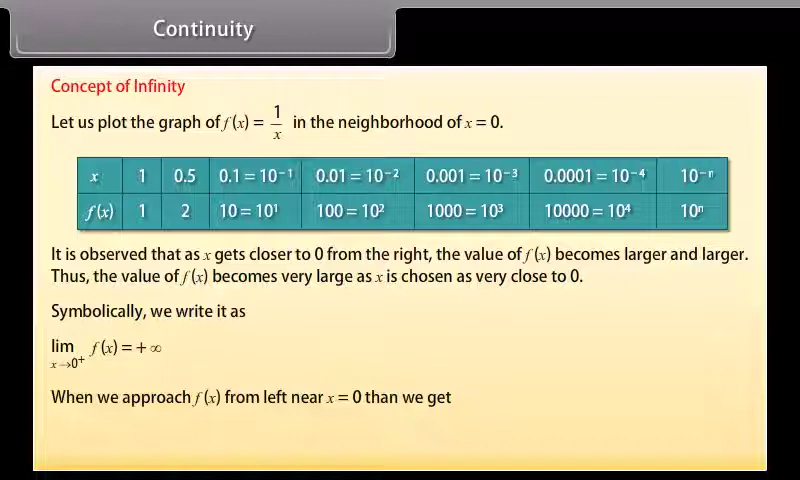 Continuity
Concept of Infinity
Let us plot the graph of f (x) = 1/x in the neighborhood of x = 0.
x 1 0.5 0.1 = 10⁻¹ 0.01 = 10⁻² 0.001 = 10⁻³ 0.0001 = 10⁻⁴ 10⁻ⁿ
f (x) 1 2 10 = 10¹ 100 = 10² 1000 = 10³ 10000 = 10⁴ 10ⁿ
It is observed that as x gets closer to 0 from the right, the value of f (x) becomes larger and larger.
Thus, the value of f (x) becomes very large as x is chosen as very close to 0.
Symbolically, we write it as
lim f (x) = + ∞
x→0⁺
When we approach f (x) from left near x = 0 than we get